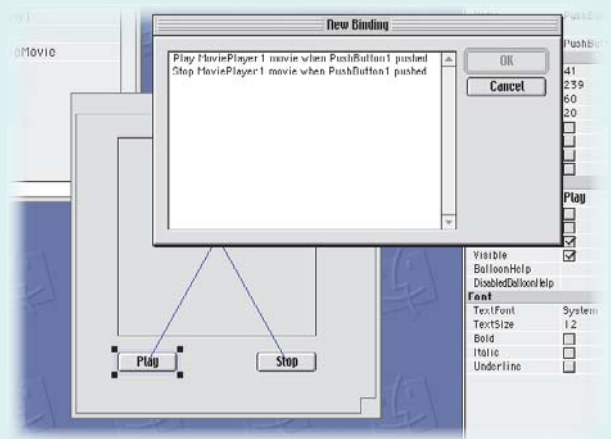 New Binding
Play MoviePlayer1 movie when PushButton1 pushed
Stop MoviePlayer1 movie when PushButton1 pushed
OK
Cancel
41
239
60
20
Play
Visible
BalloonHelp
DisabledBalloonHelp
Font
TextFont System
TextSize 12
Bold
Italic
Underline
Play
Stop